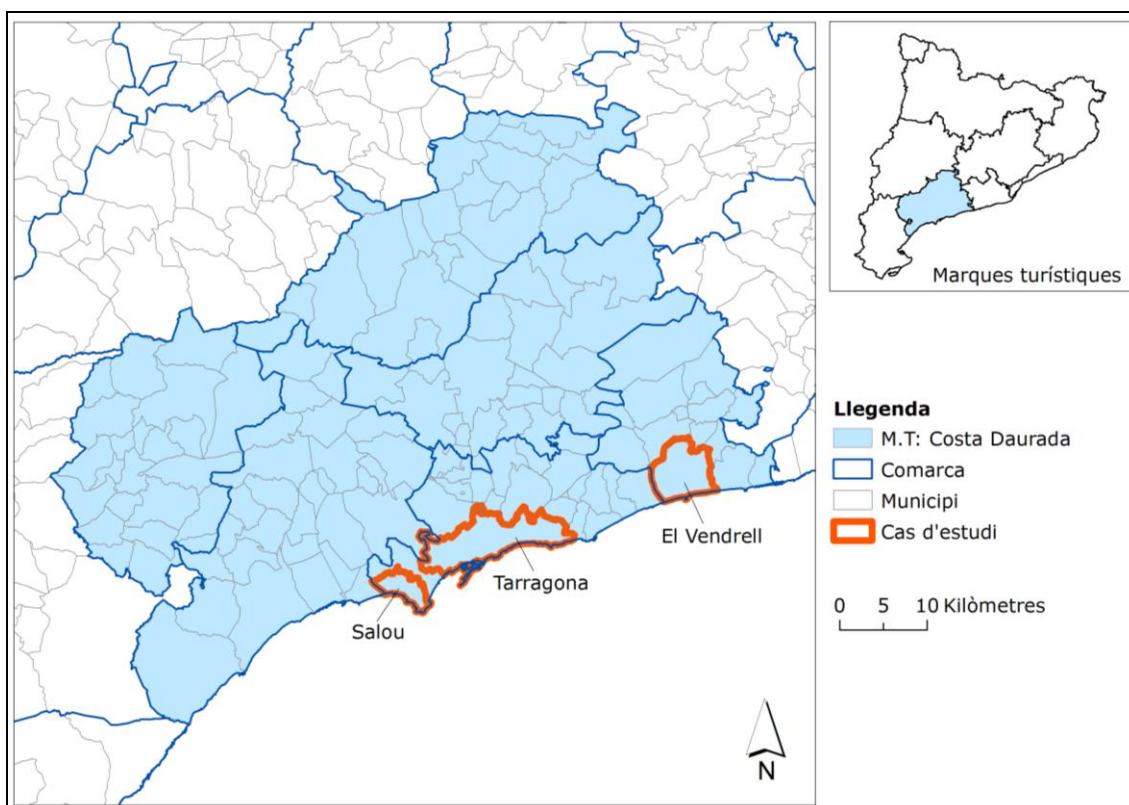 Marques turístiques
Llegenda
M.T: Costa Daurada
Comarca
Municipi
Cas d'estudi
0 5 10 Kilòmetres
El Vendrell
Tarragona
Salou
N